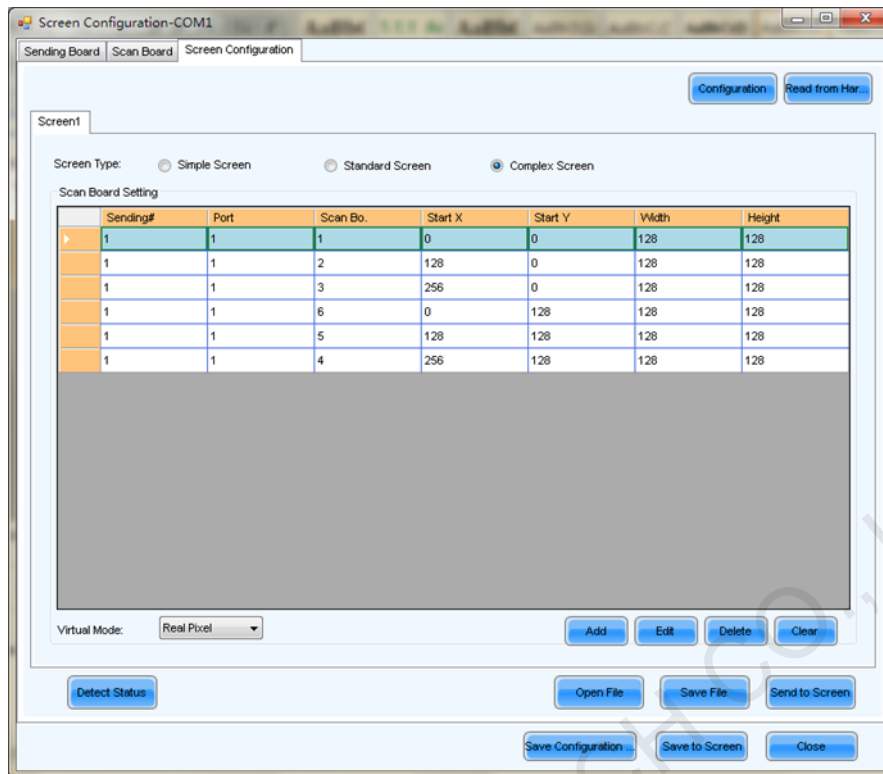 Screen Configuration-COM1
Sending Board Scan Board Screen Configuration
Configuration Read from Har...
Screen1
Screen Type: Simple Screen Standard Screen Complex Screen
Scan Board Setting
Sending# Port Scan Bo. Start X Start Y Width Height
1 1 1 0 0 128 128
1 1 2 128 0 128 128
1 1 3 256 0 128 128
1 1 6 0 128 128 128
1 1 5 128 128 128 128
1 1 4 256 128 128 128
Virtual Mode: Real Pixel Add Edit Delete Clear
Detect Status Open File Save File Send to Screen
Save Configuration ... Save to Screen Close